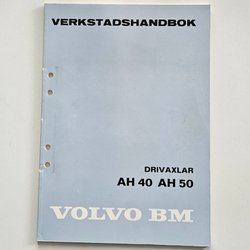 VERKSTADSHANDBOK
DRIVAXLAR
AH 40 AH 50
VOLVO BM